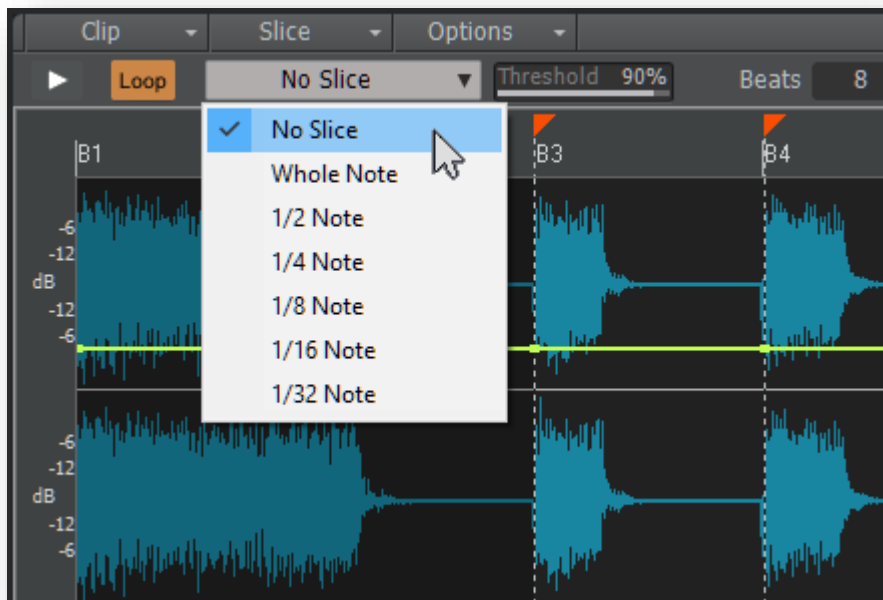 Clip Slice Options
Loop No Slice Threshold 90% Beats 8
No Slice
Whole Note
1/2 Note
1/4 Note
1/8 Note
1/16 Note
1/32 Note
B1 B3 B4
-6
-12
dB
-12
-6
-6
-12
dB
-12
-6